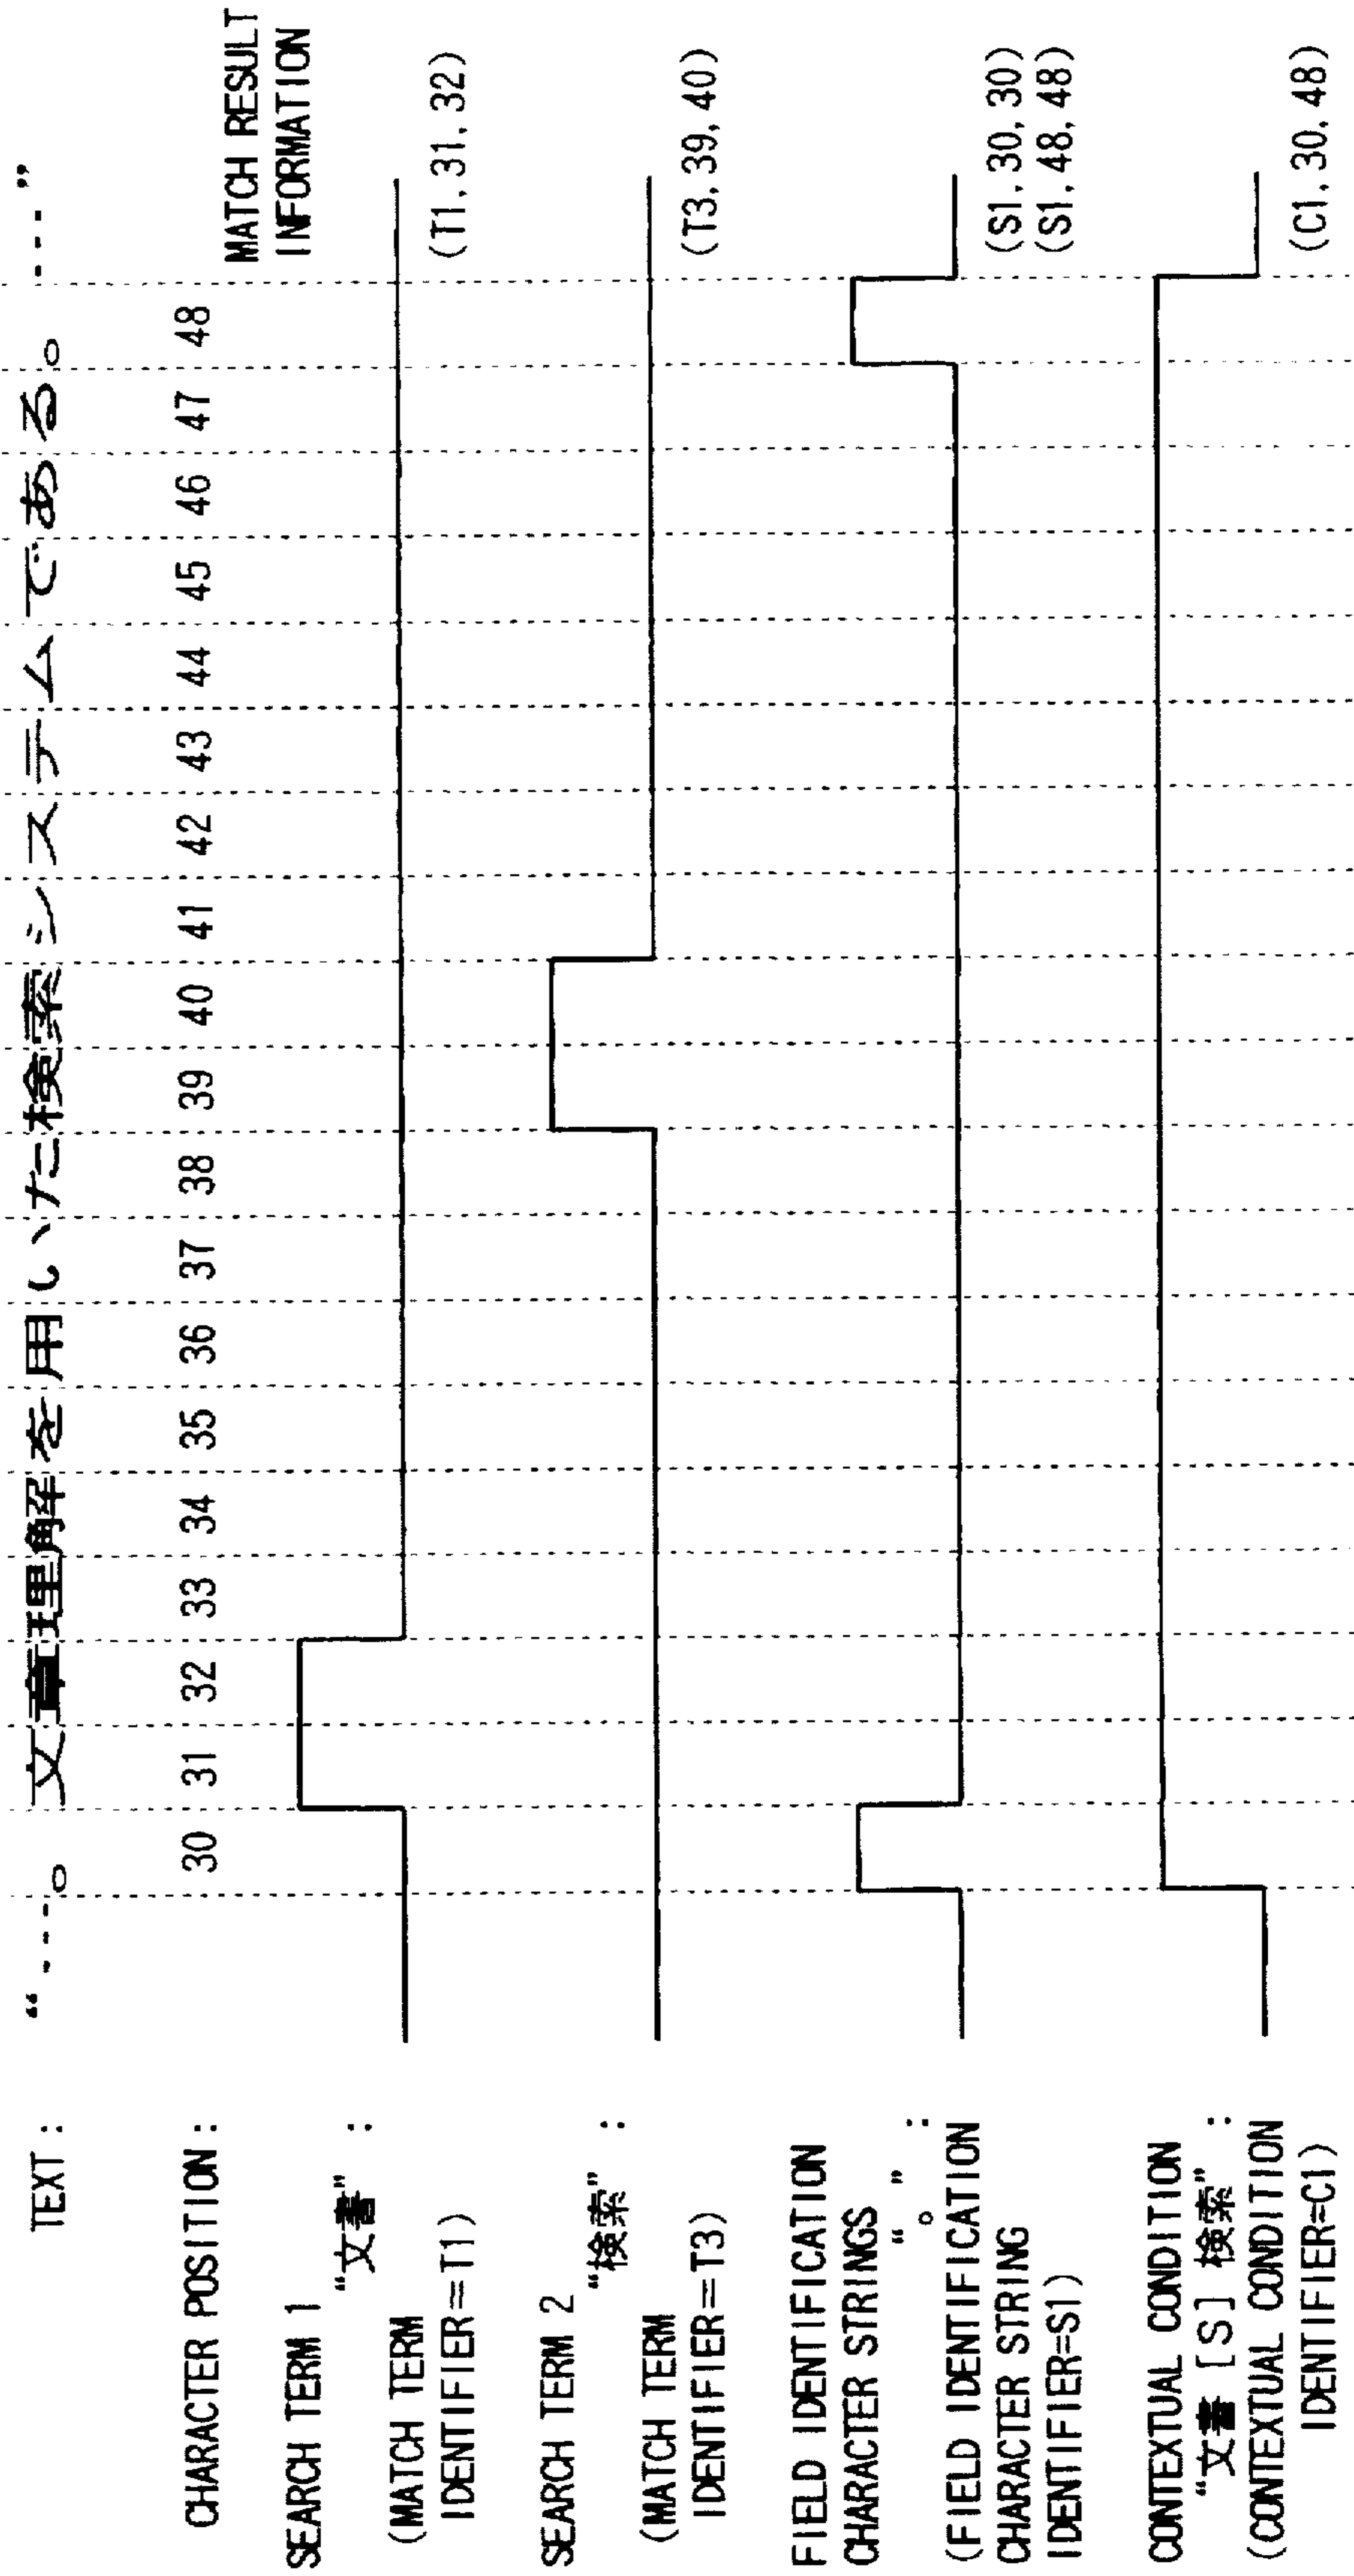 TEXT : “---。文章理解を用いた検索システムである。---”
CHARACTER POSITION : 30 31 32 33 34 35 36 37 38 39 40 41 42 43 44 45 46 47 48
MATCH RESULT
INFORMATION
SEARCH TERM 1
“文書” :
(MATCH TERM
IDENTIFIER=T1)
(T1, 31, 32)
SEARCH TERM 2
“検索” :
(MATCH TERM
IDENTIFIER=T3)
(T3, 39, 40)
FIELD IDENTIFICATION
CHARACTER STRINGS
“。” :
(FIELD IDENTIFICATION
CHARACTER STRING
IDENTIFIER=S1)
(S1, 30, 30)
(S1, 48, 48)
CONTEXTUAL CONDITION
“文書 [S] 検索” :
(CONTEXTUAL CONDITION
IDENTIFIER=C1)
(C1, 30, 48)